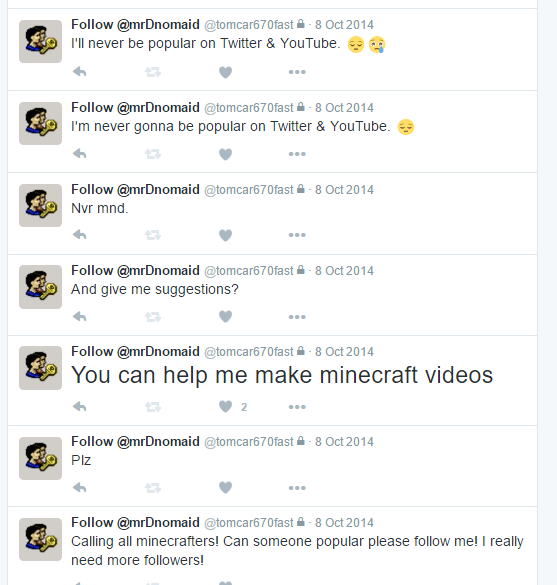 Follow @mrDnomaid @tomcar670fast · 8 Oct 2014
I'll never be popular on Twitter & YouTube. 😔😢
Follow @mrDnomaid @tomcar670fast · 8 Oct 2014
I'm never gonna be popular on Twitter & YouTube. 😔
Follow @mrDnomaid @tomcar670fast · 8 Oct 2014
Nvr mnd.
Follow @mrDnomaid @tomcar670fast · 8 Oct 2014
And give me suggestions?
Follow @mrDnomaid @tomcar670fast · 8 Oct 2014
You can help me make minecraft videos
2
Follow @mrDnomaid @tomcar670fast · 8 Oct 2014
Plz
Follow @mrDnomaid @tomcar670fast · 8 Oct 2014
Calling all minecrafters! Can someone popular please follow me! I really
need more followers!